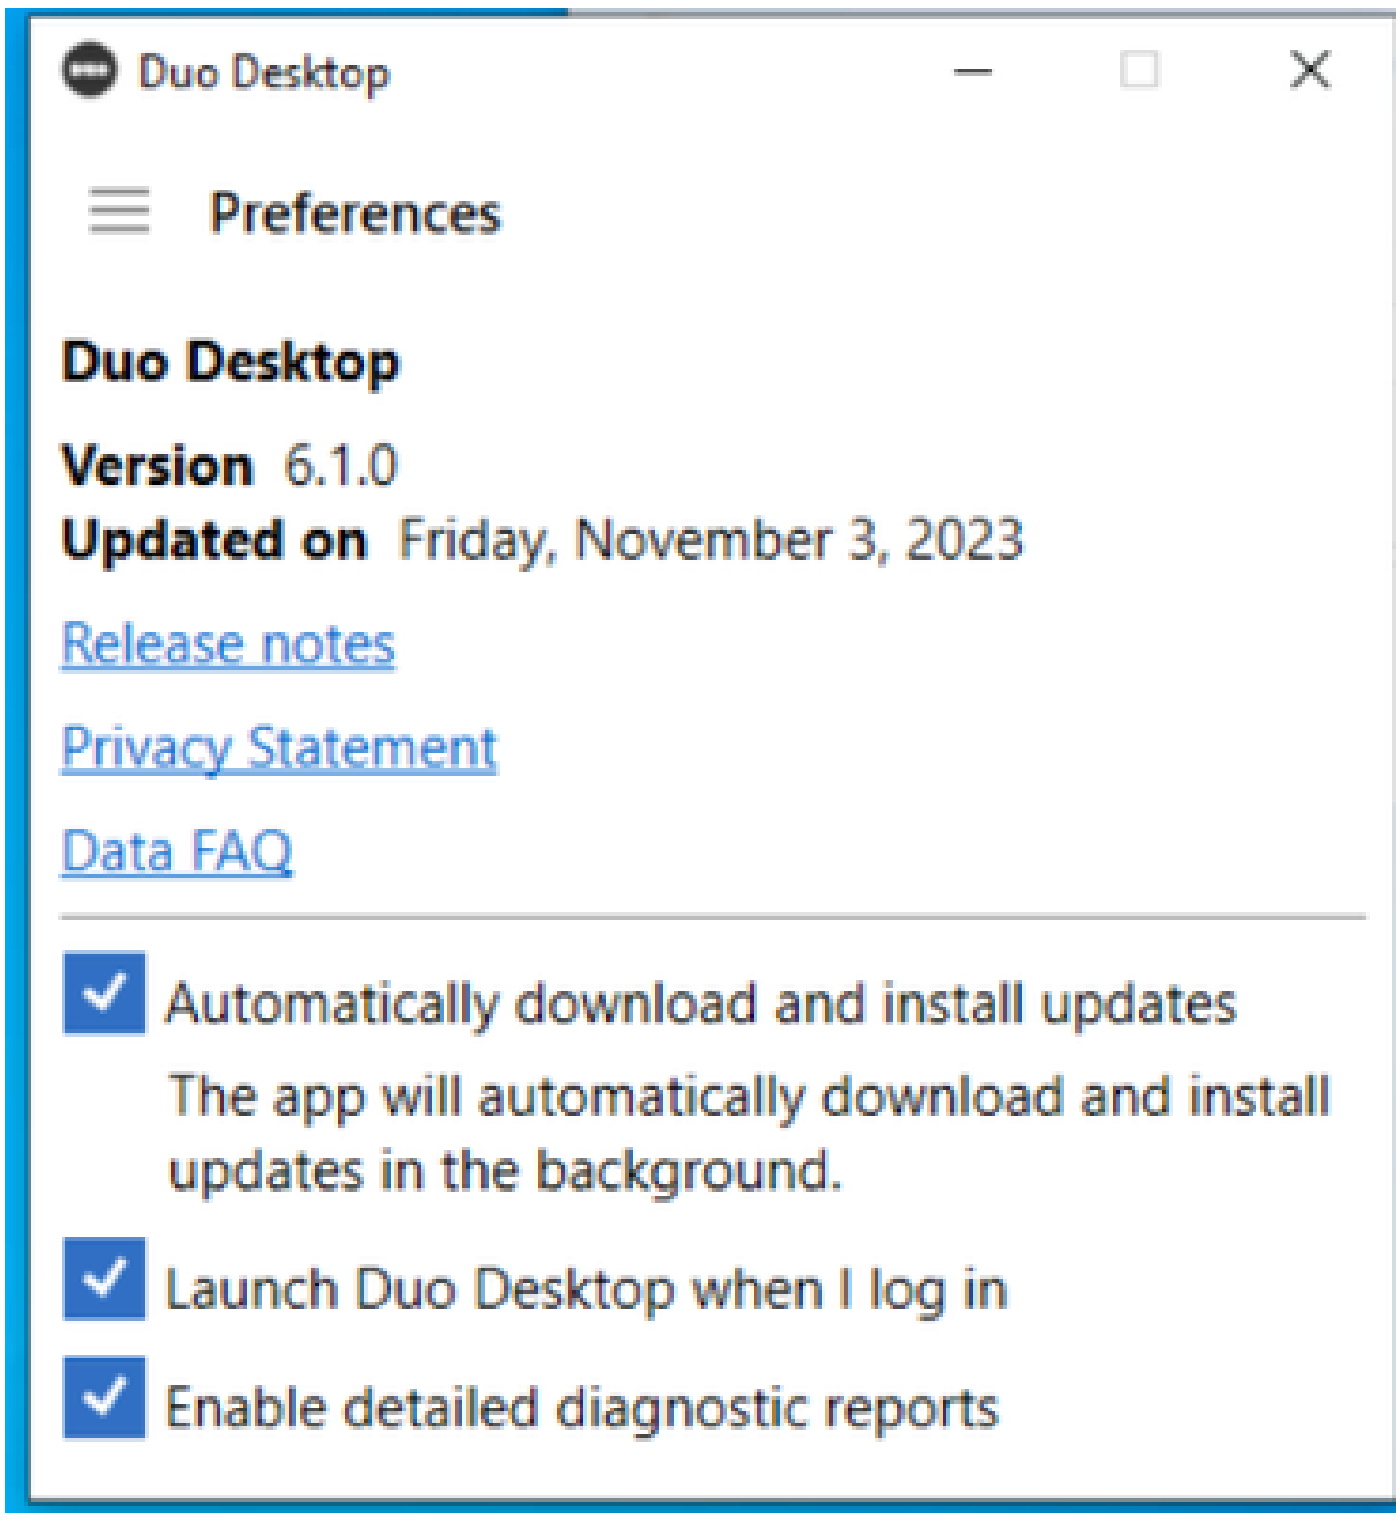 Duo Desktop
Preferences
Duo Desktop
Version 6.1.0
Updated on Friday, November 3, 2023
Release notes
Privacy Statement
Data FAQ
Automatically download and install updates
The app will automatically download and install
updates in the background.
Launch Duo Desktop when I log in
Enable detailed diagnostic reports